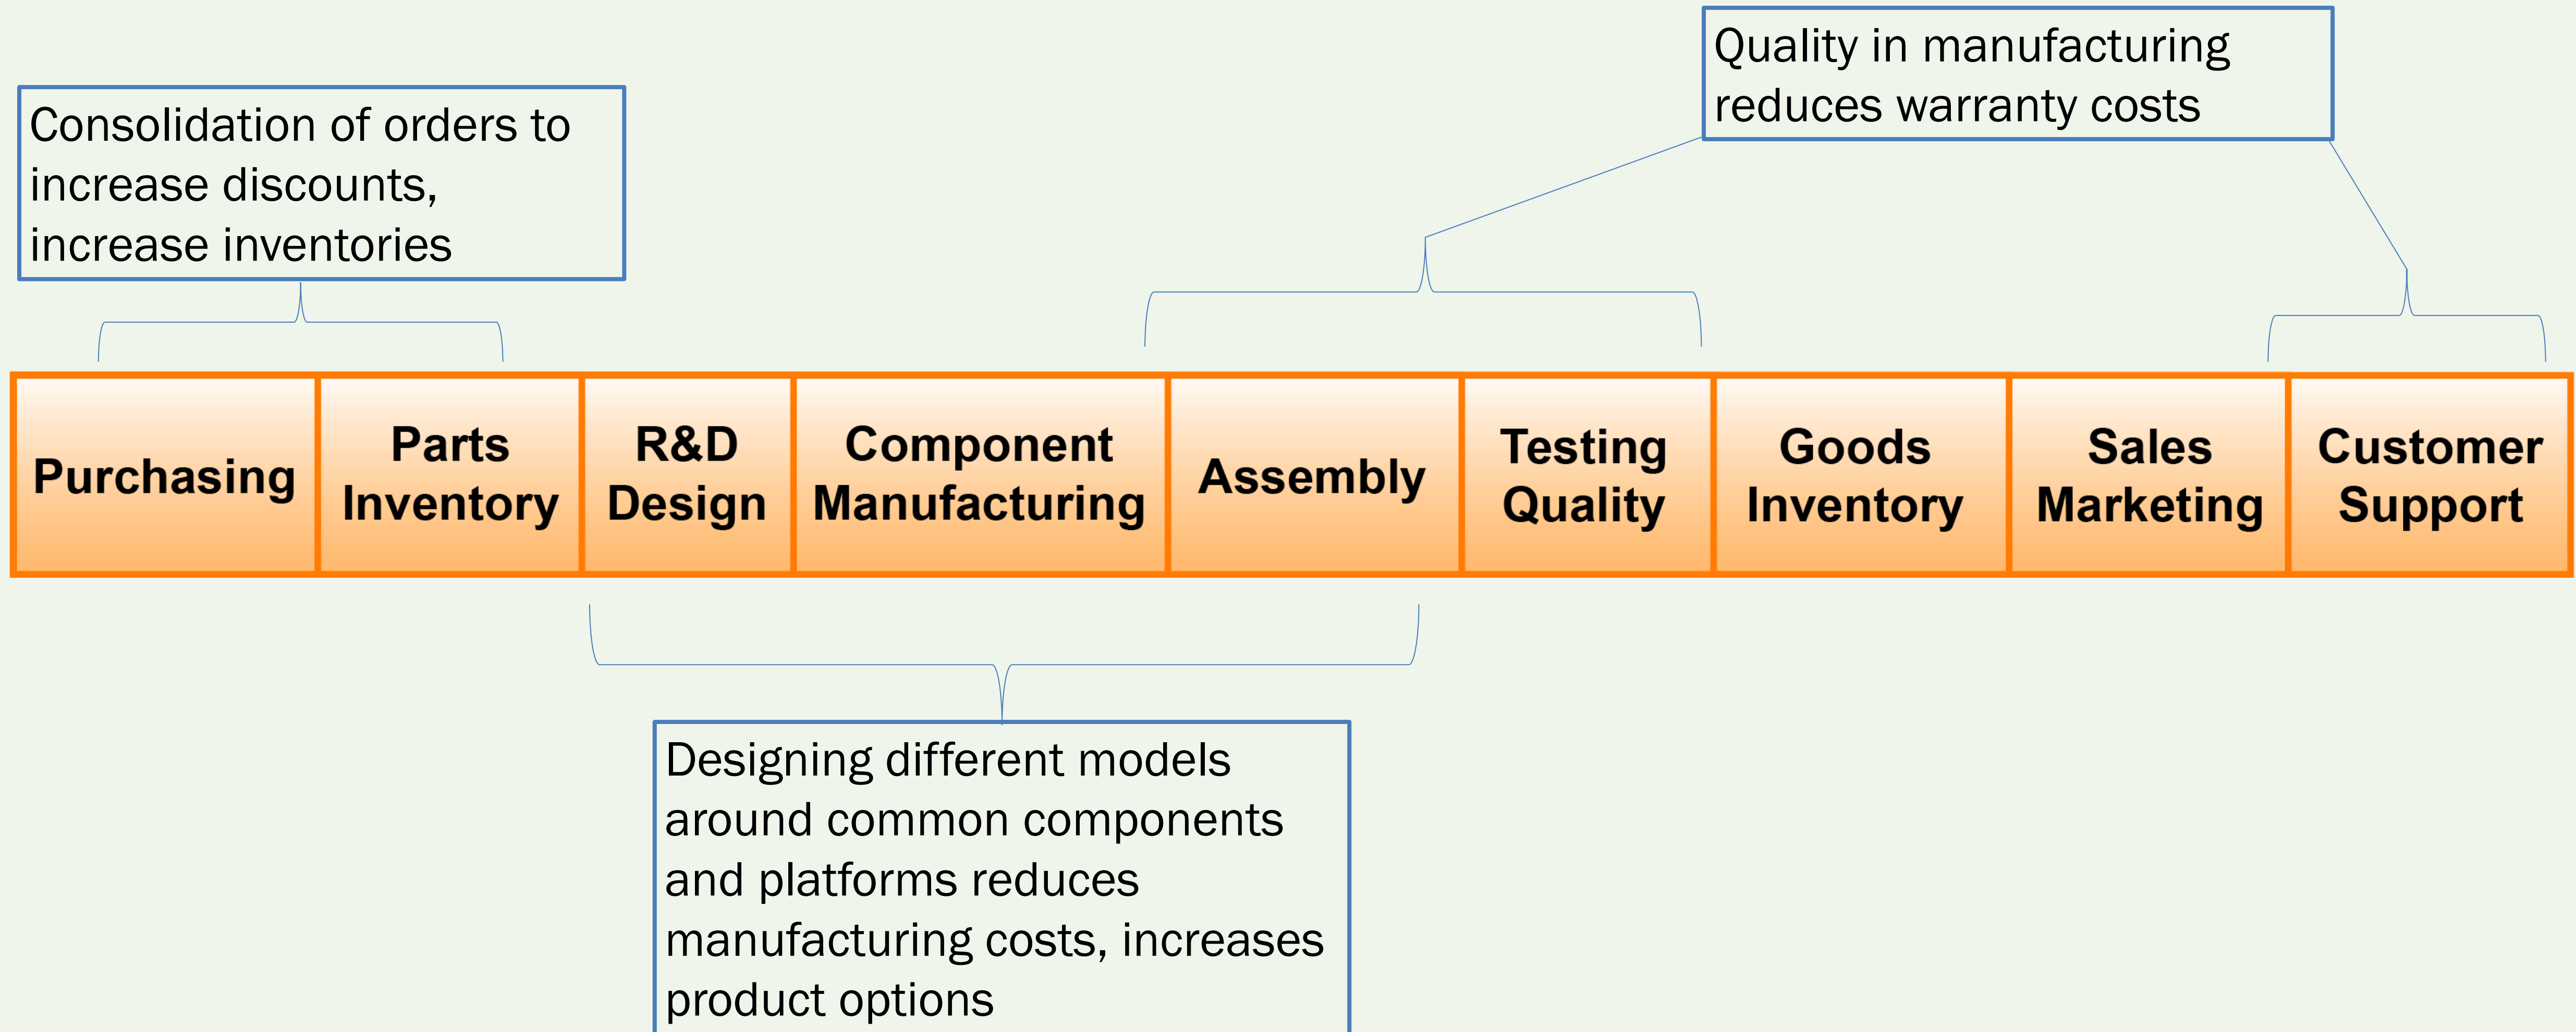 Quality in manufacturing
reduces warranty costs
Consolidation of orders to
increase discounts,
increase inventories
Purchasing
Parts
Inventory
R&D
Design
Component
Manufacturing
Assembly
Testing
Quality
Goods
Inventory
Sales
Marketing
Customer
Support
Designing different models
around common components
and platforms reduces
manufacturing costs, increases
product options